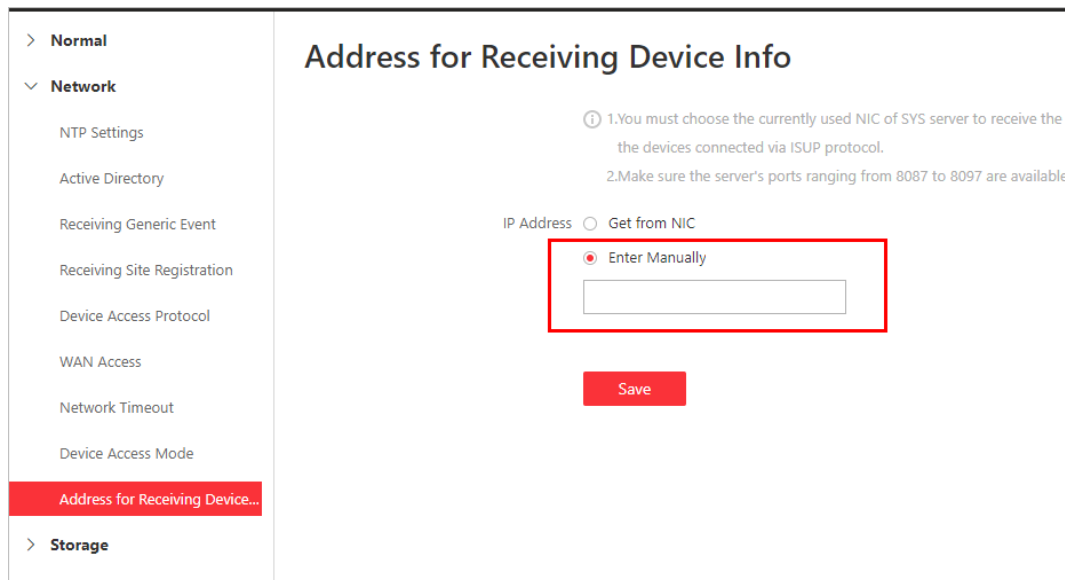 Normal
Network
NTP Settings
Active Directory
Receiving Generic Event
Receiving Site Registration
Device Access Protocol
WAN Access
Network Timeout
Device Access Mode
Address for Receiving Device...
Storage
Address for Receiving Device Info
1.You must choose the currently used NIC of SYS server to receive the
the devices connected via ISUP protocol.
2.Make sure the server's ports ranging from 8087 to 8097 are available
IP Address Get from NIC
Enter Manually
Save